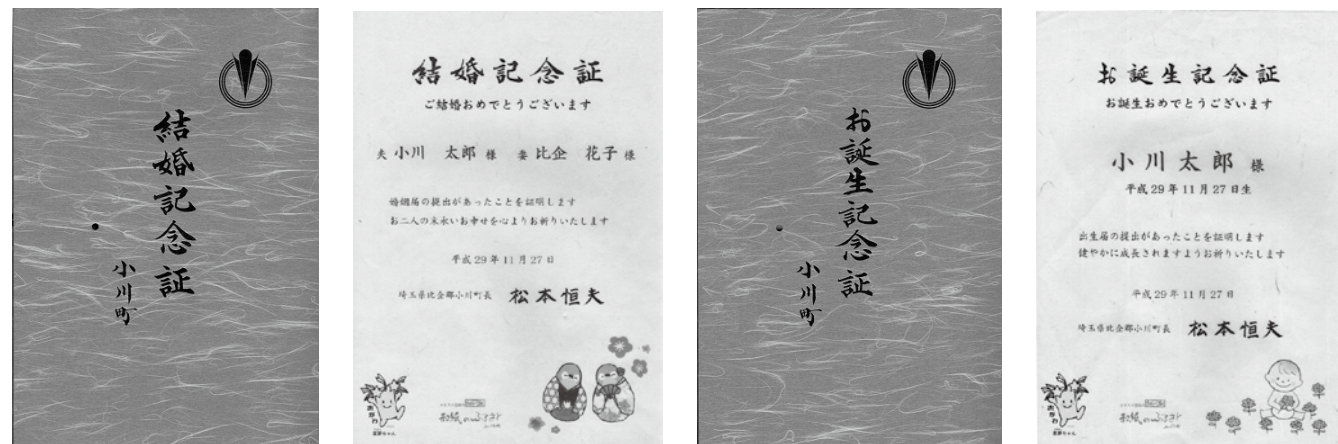 結婚記念証
小川町
結婚記念証
ご結婚おめでとうございます
夫 小川 太郎 様 妻 比企 花子 様
婚姻届の提出があったことを証明します
お二人の末永いお幸せを心よりお祈りいたします
平成29年11月27日
埼玉県比企郡小川町長 松本恒夫
おがわ
お誕生記念証
小川町
お誕生記念証
お誕生おめでとうございます
小川太郎 様
平成29年11月27日生
出生届の提出があったことを証明します
健やかに成長されますようお祈りいたします
平成29年11月27日
埼玉県比企郡小川町長 松本恒夫
おがわ